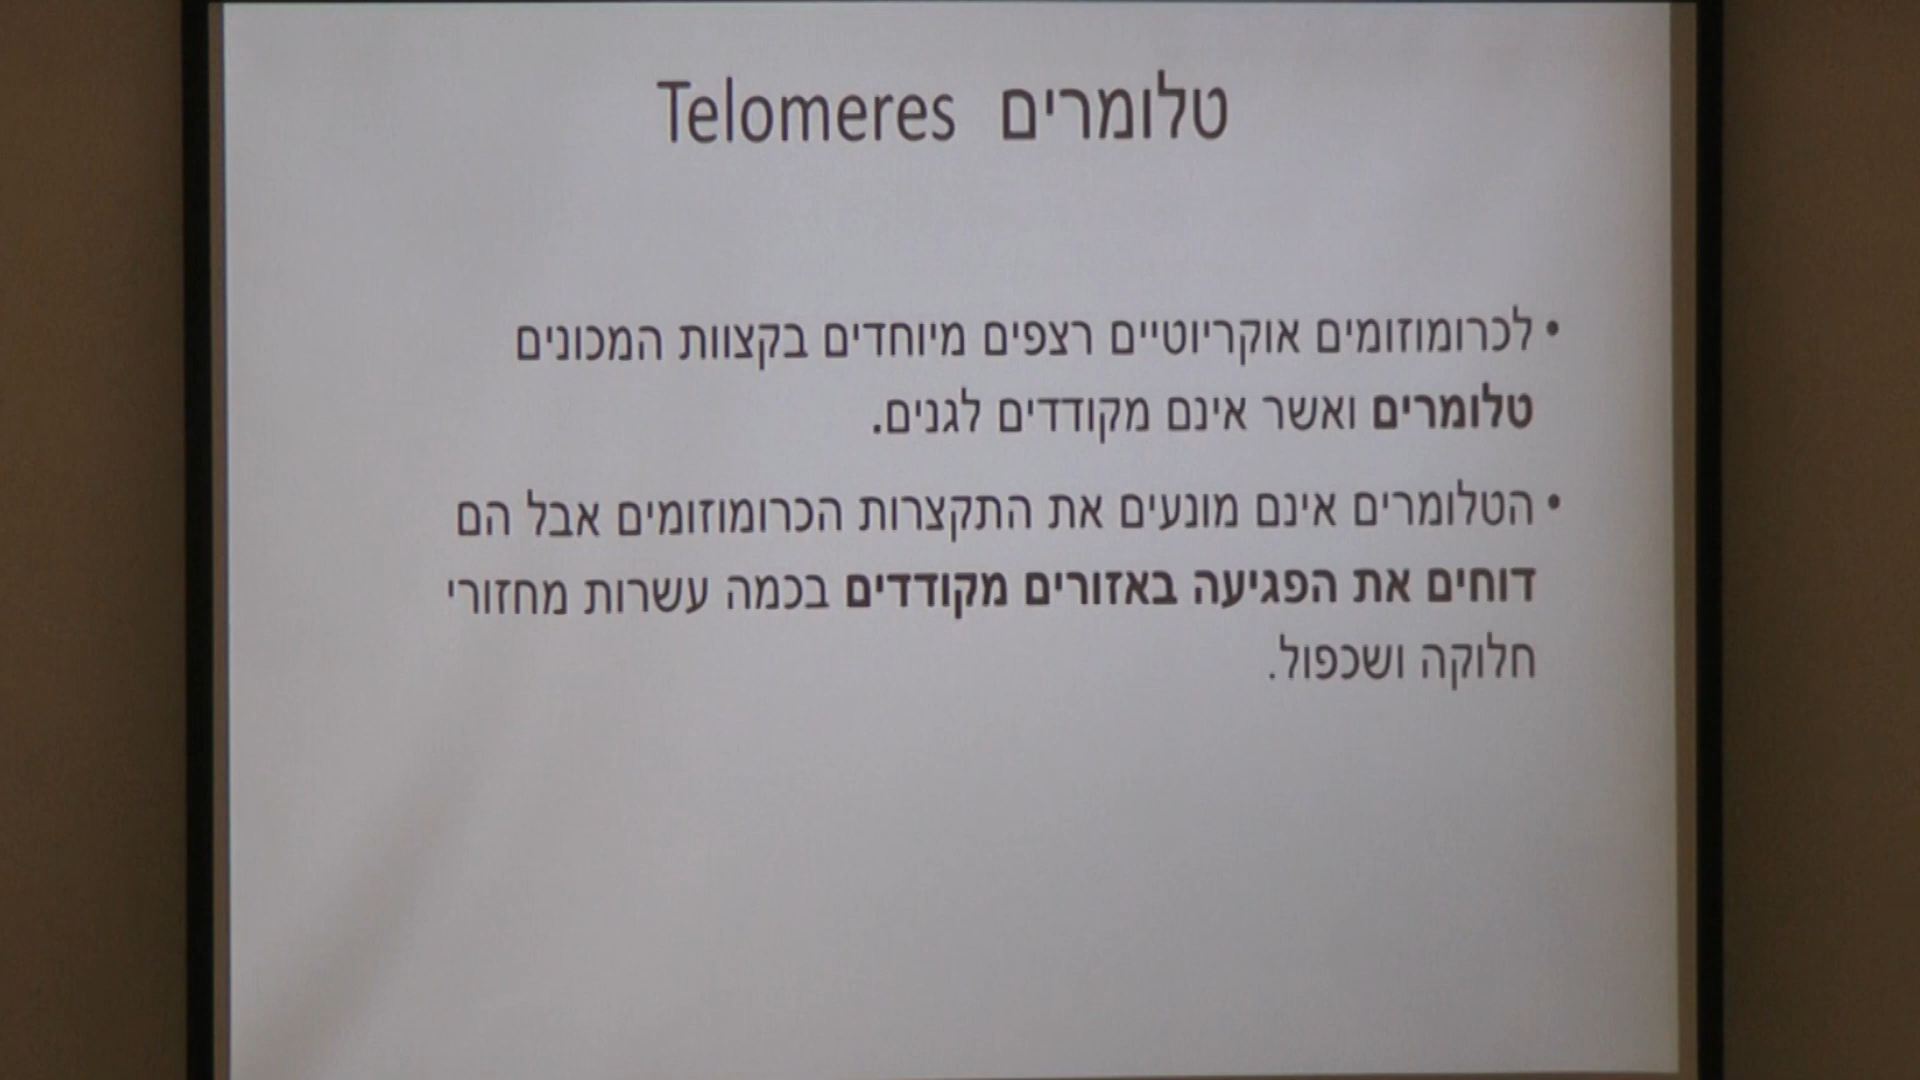 טלומרים Telomeres
• לכרומוזומים אוקריוטיים רצפים מיוחדים בקצוות המכונים
טלומרים ואשר אינם מקודדים לגנים.
• הטלומרים אינם מונעים את התקצרות הכרומוזומים אבל הם
דוחים את הפגיעה באזורים מקודדים בכמה עשרות מחזורי
חלוקה ושכפול.